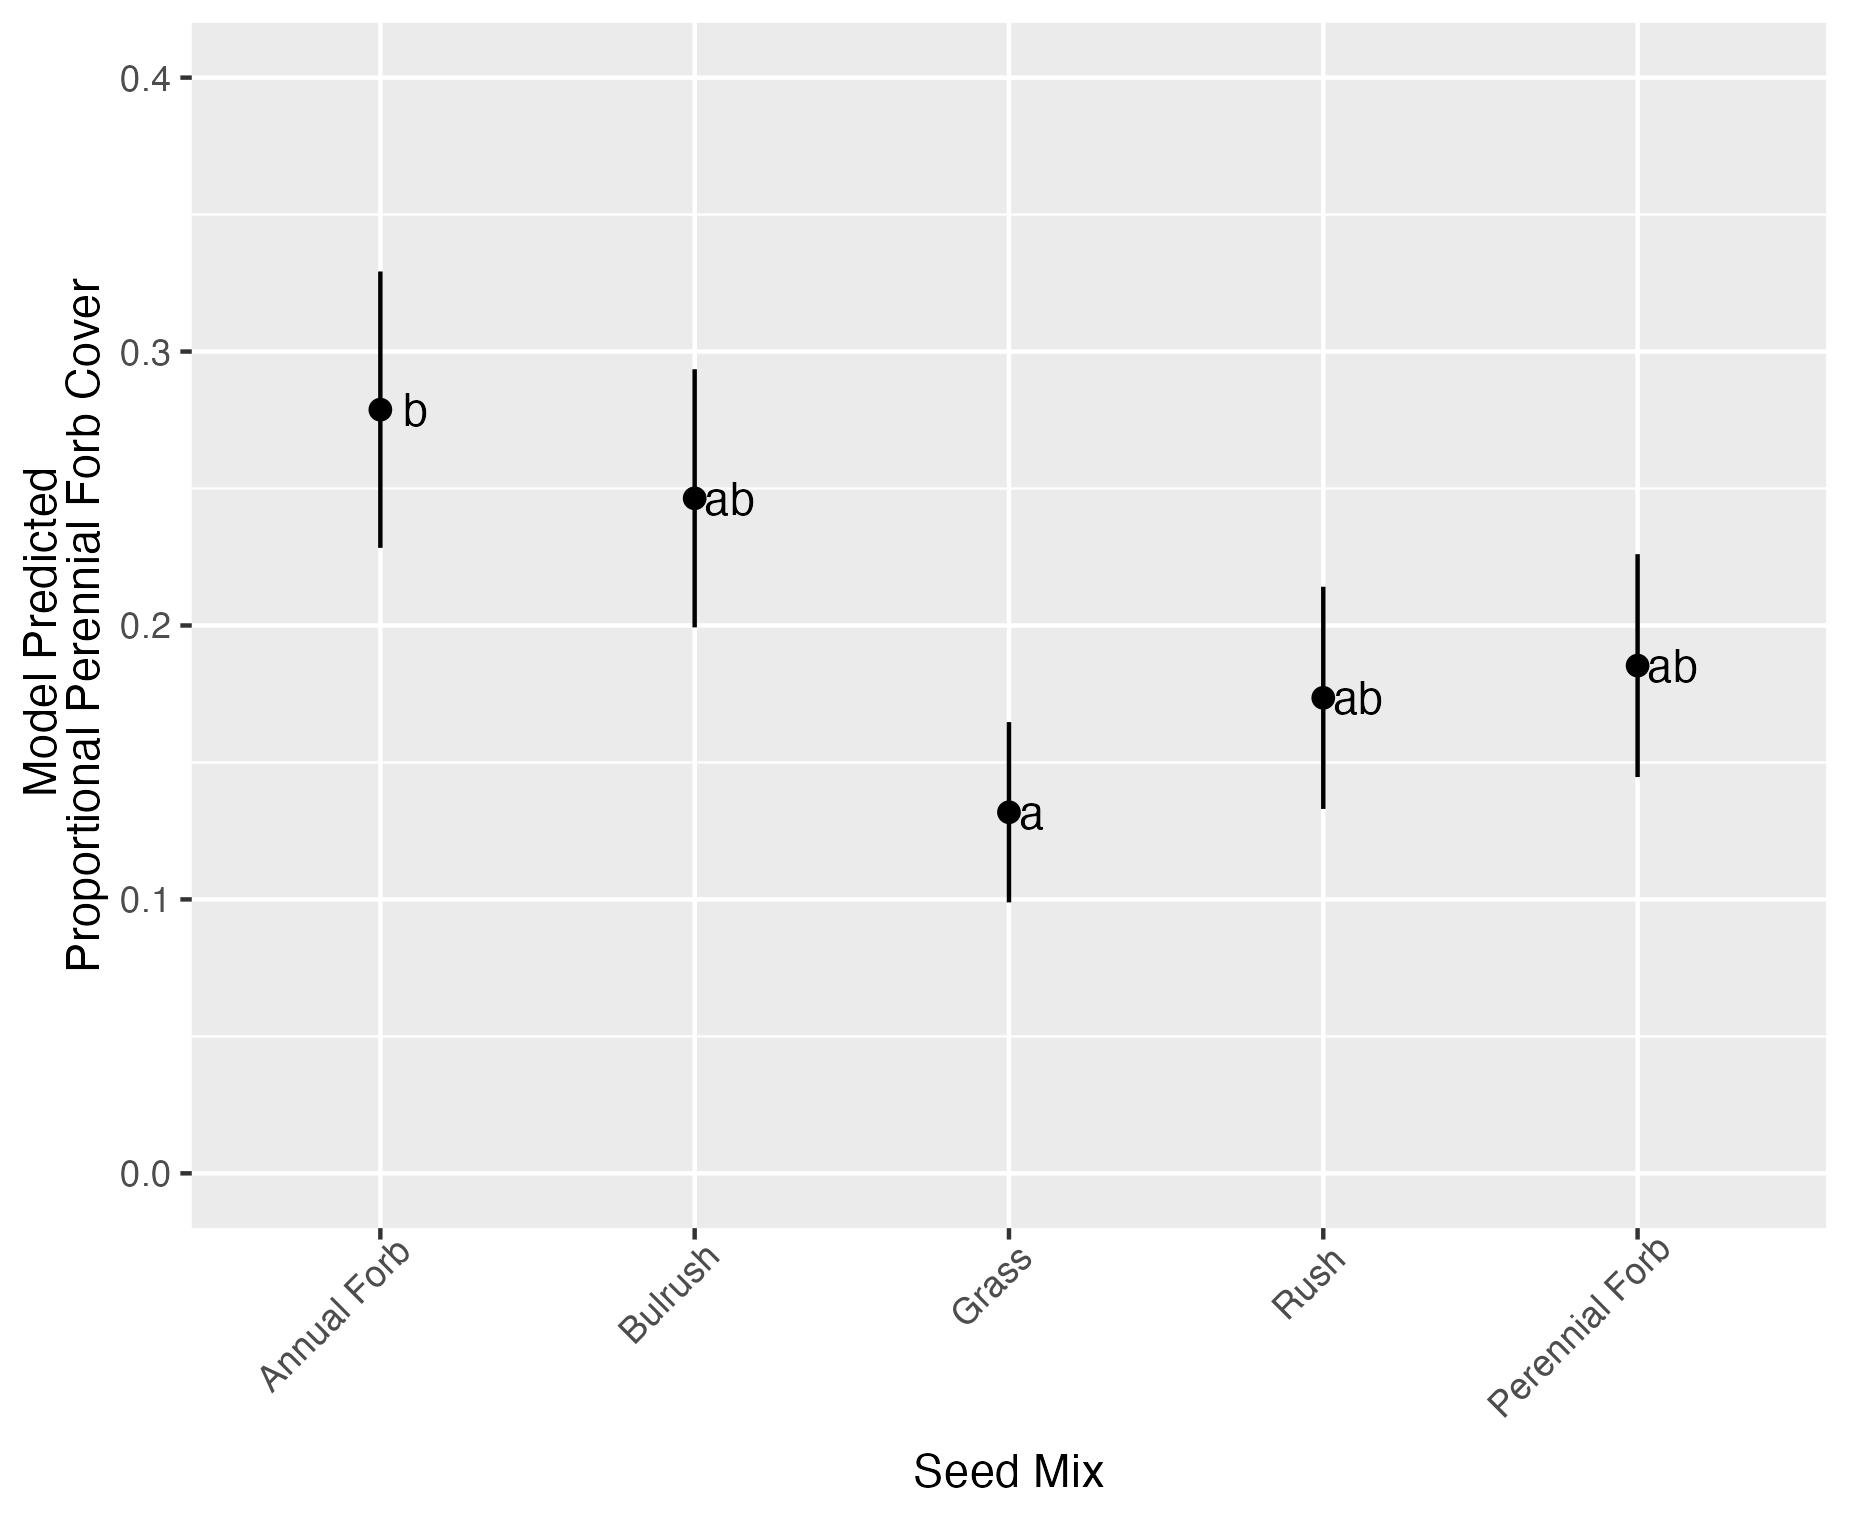 Model Predicted
Proportional Perennial Forb Cover
0.4
0.3
0.2
0.1
0.0
b
ab
a
ab
ab
Annual Forb
Bulrush
Grass
Rush
Perennial Forb
Seed Mix